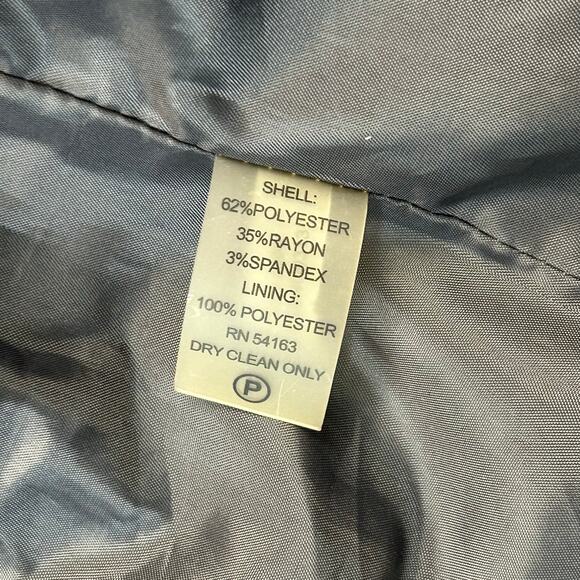 SHELL:
62%POLYESTER
35%RAYON
3%SPANDEX
LINING:
100% POLYESTER
RN 54163
DRY CLEAN ONLY
P